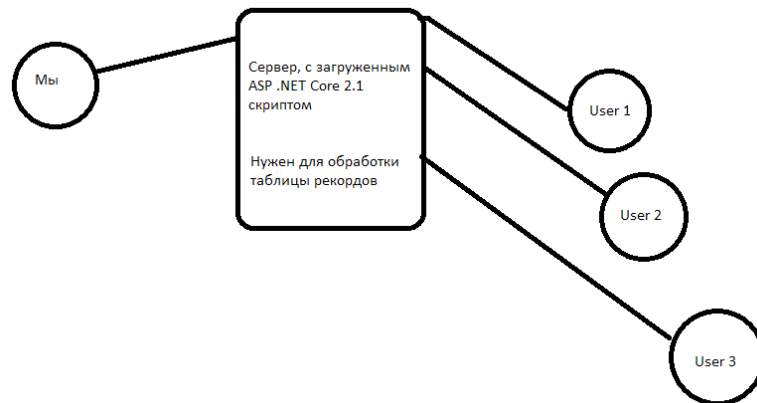 Мы
Сервер, с загруженным
ASP .NET Core 2.1
скриптом
Нужен для обработки
таблицы рекордов
User 1
User 2
User 3